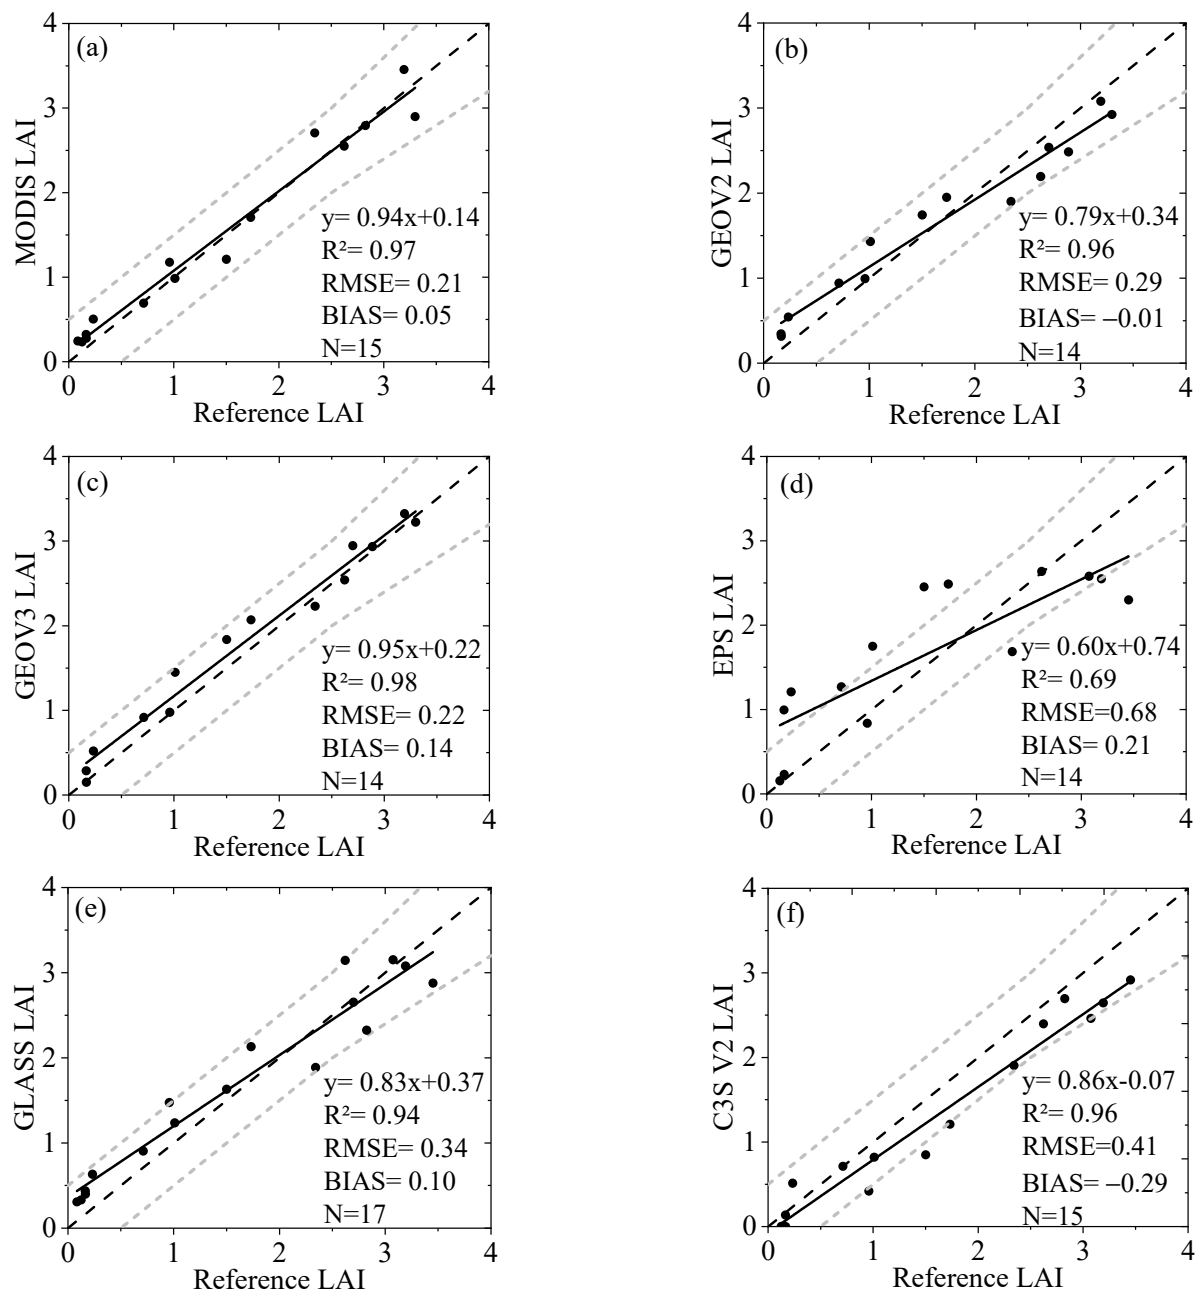 (a)
MODIS LAI
4
3
2
1
0
y= 0.94x+0.14
R²= 0.97
RMSE= 0.21
BIAS= 0.05
N=15
0 1 2 3 4
Reference LAI
(b)
GEOV2 LAI
4
3
2
1
0
y= 0.79x+0.34
R²= 0.96
RMSE= 0.29
BIAS= −0.01
N=14
0 1 2 3 4
Reference LAI
(c)
GEOV3 LAI
4
3
2
1
0
y= 0.95x+0.22
R²= 0.98
RMSE= 0.22
BIAS= 0.14
N=14
0 1 2 3 4
Reference LAI
(d)
EPS LAI
4
3
2
1
0
y= 0.60x+0.74
R²= 0.69
RMSE=0.68
BIAS= 0.21
N=14
0 1 2 3 4
Reference LAI
(e)
GLASS LAI
4
3
2
1
0
y= 0.83x+0.37
R²= 0.94
RMSE= 0.34
BIAS= 0.10
N=17
0 1 2 3 4
Reference LAI
(f)
C3S V2 LAI
4
3
2
1
0
y= 0.86x-0.07
R²= 0.96
RMSE=0.41
BIAS= −0.29
N=15
0 1 2 3 4
Reference LAI